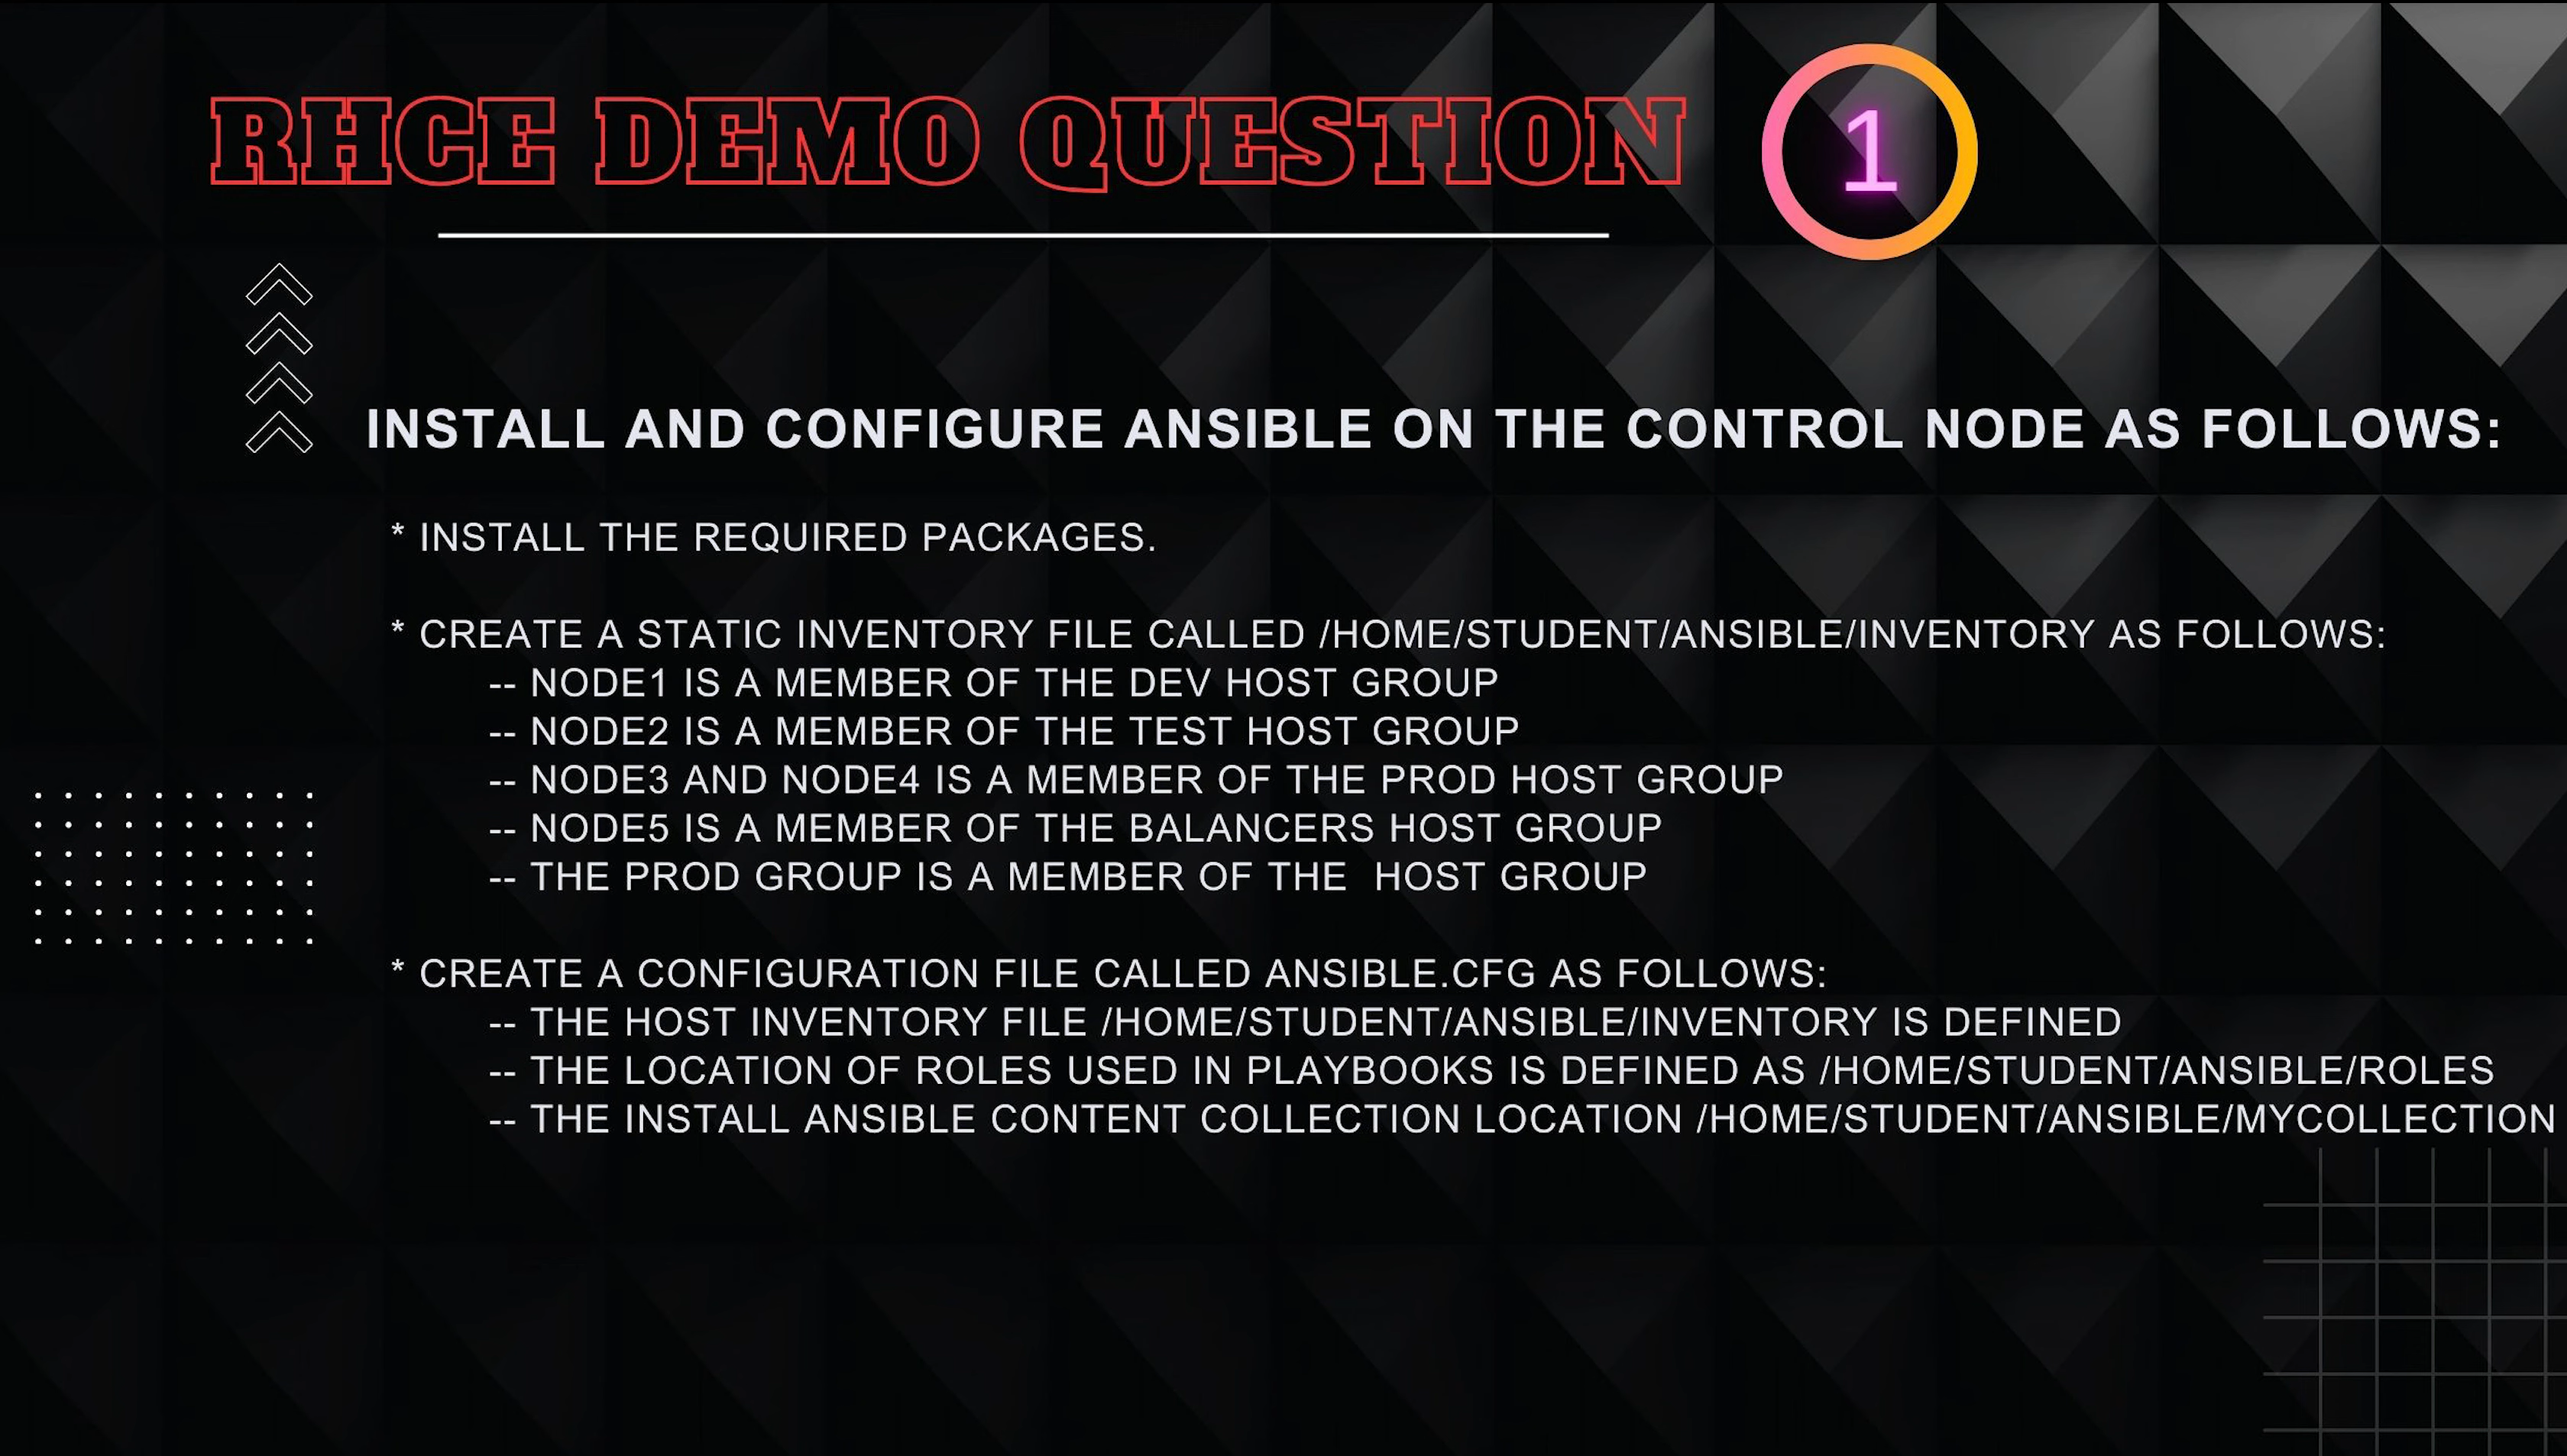 RHCE DEMO QUESTION 1
INSTALL AND CONFIGURE ANSIBLE ON THE CONTROL NODE AS FOLLOWS:
* INSTALL THE REQUIRED PACKAGES.
* CREATE A STATIC INVENTORY FILE CALLED /HOME/STUDENT/ANSIBLE/INVENTORY AS FOLLOWS:
-- NODE1 IS A MEMBER OF THE DEV HOST GROUP
-- NODE2 IS A MEMBER OF THE TEST HOST GROUP
-- NODE3 AND NODE4 IS A MEMBER OF THE PROD HOST GROUP
-- NODE5 IS A MEMBER OF THE BALANCERS HOST GROUP
-- THE PROD GROUP IS A MEMBER OF THE  HOST GROUP
* CREATE A CONFIGURATION FILE CALLED ANSIBLE.CFG AS FOLLOWS:
-- THE HOST INVENTORY FILE /HOME/STUDENT/ANSIBLE/INVENTORY IS DEFINED
-- THE LOCATION OF ROLES USED IN PLAYBOOKS IS DEFINED AS /HOME/STUDENT/ANSIBLE/ROLES
-- THE INSTALL ANSIBLE CONTENT COLLECTION LOCATION /HOME/STUDENT/ANSIBLE/MYCOLLECTION